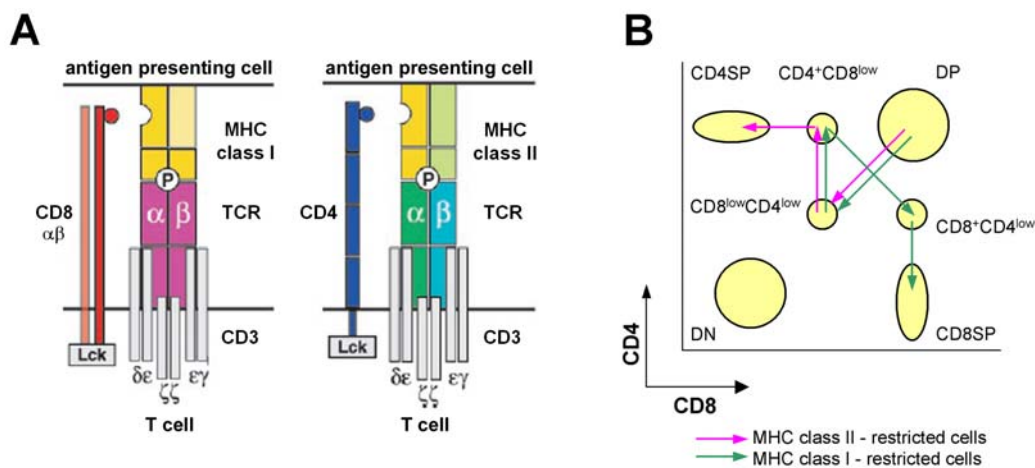 A
antigen presenting cell
MHC
class I
P
CD8
αβ
α β
TCR
CD3
Lck
δε
ζζ
εγ
T cell
antigen presenting cell
MHC
class II
P
CD4
α β
TCR
CD3
Lck
δε
ζζ
εγ
T cell
B
CD4SP
CD4⁺CD8ˡᵒʷ
DP
CD8ˡᵒʷCD4ˡᵒʷ
CD8⁺CD4ˡᵒʷ
DN
CD8SP
CD4
CD8
MHC class II - restricted cells
MHC class I - restricted cells